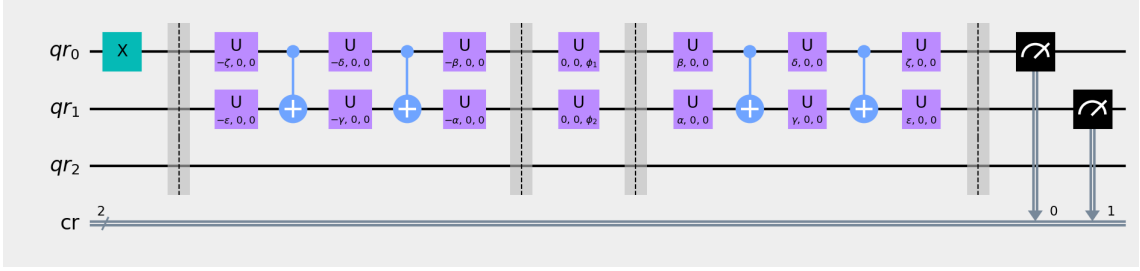 qr0 X U −ζ, 0, 0 U −δ, 0, 0 U −β, 0, 0 U 0, 0, ϕ1 U β, 0, 0 U δ, 0, 0 U ζ, 0, 0
qr1 U −ε, 0, 0 U −γ, 0, 0 U −α, 0, 0 U 0, 0, ϕ2 U α, 0, 0 U γ, 0, 0 U ε, 0, 0
qr2
cr 2 0 1